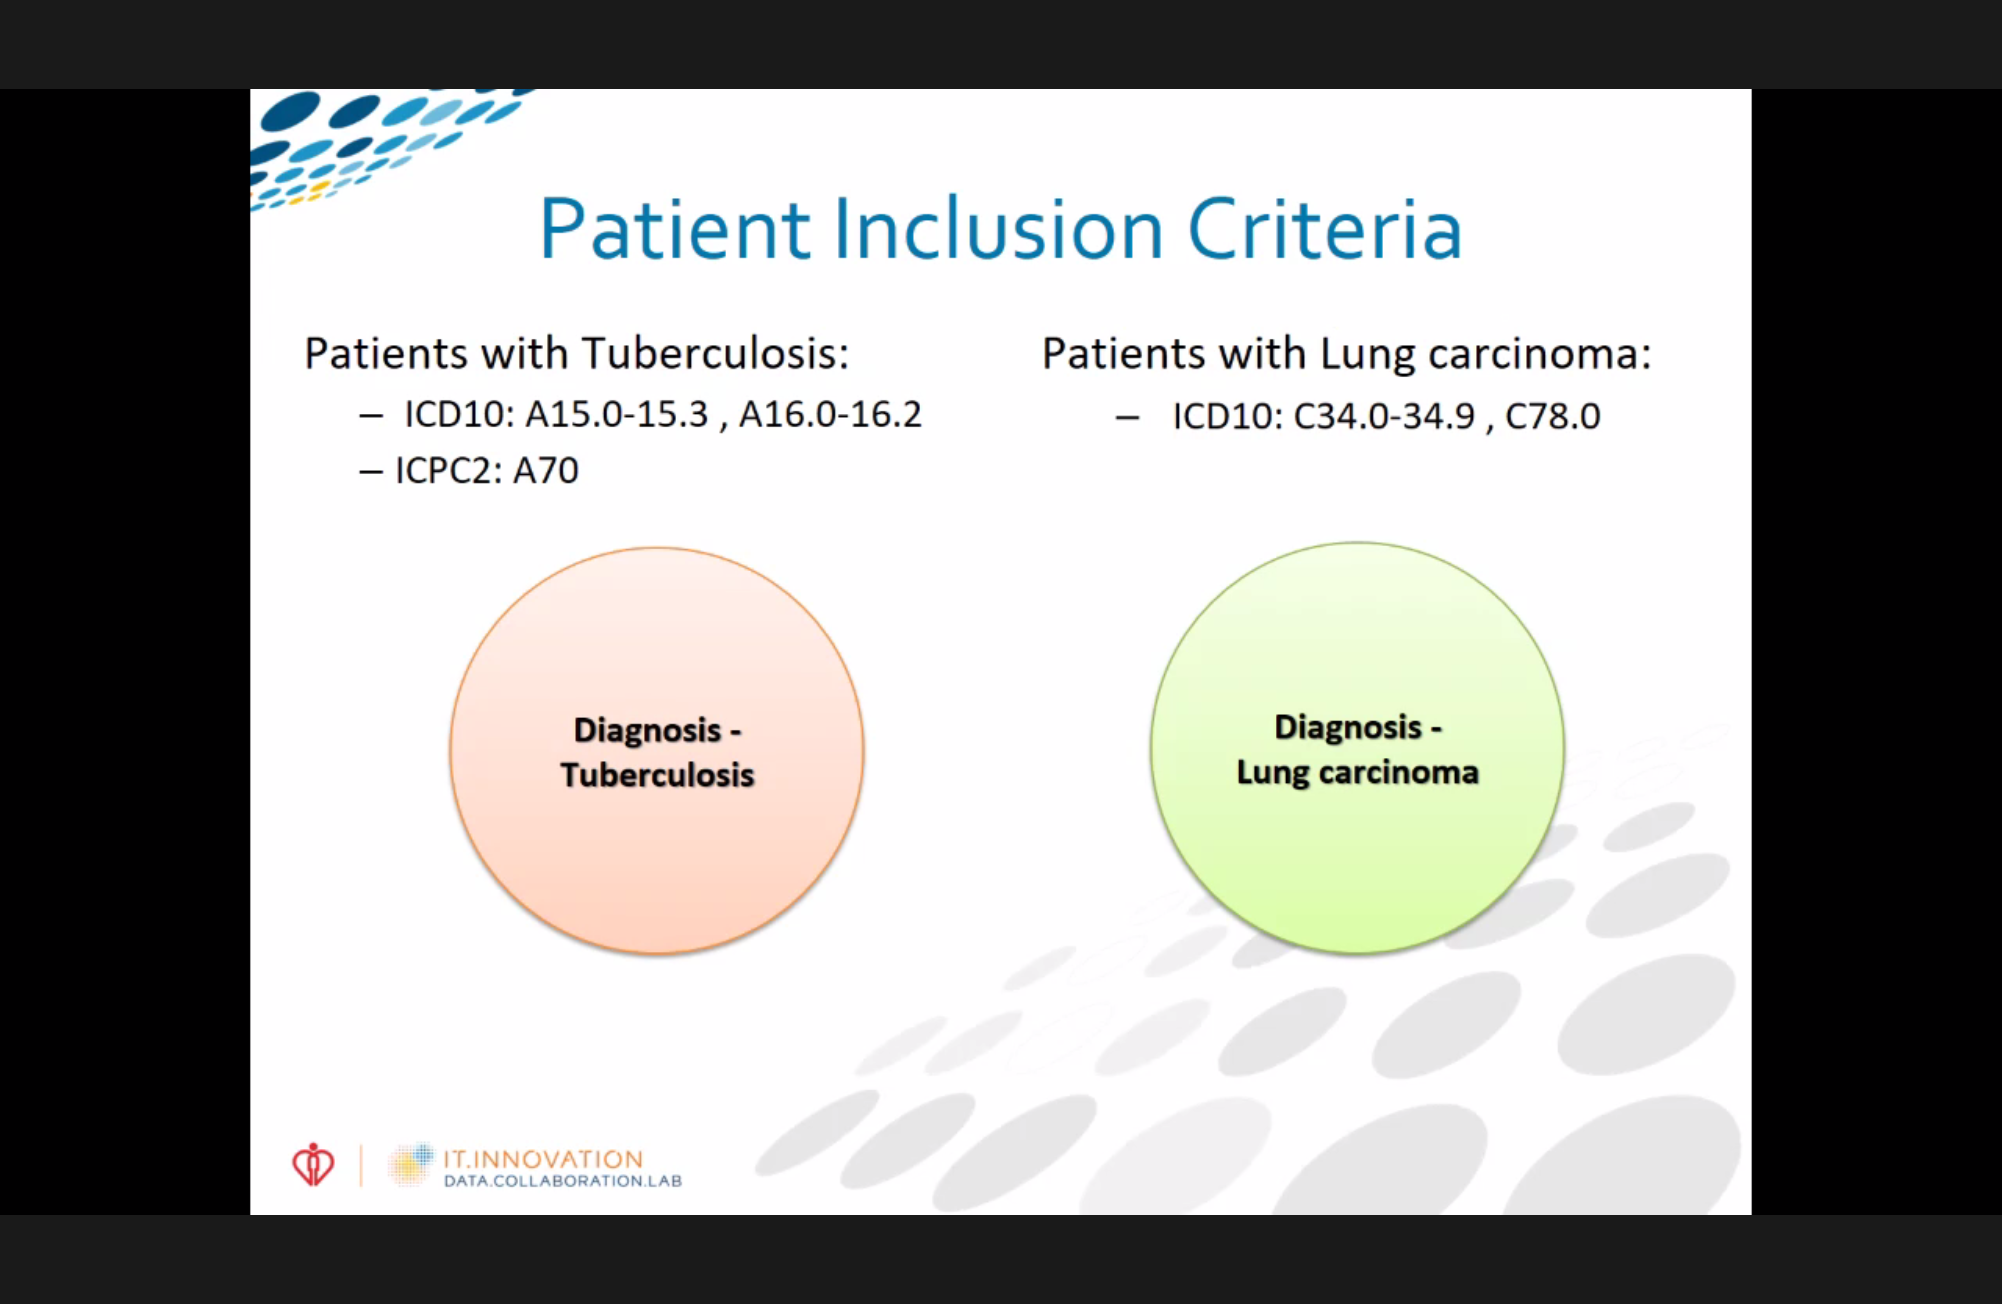 Patient Inclusion Criteria
Patients with Tuberculosis:
– ICD10: A15.0-15.3 , A16.0-16.2
– ICPC2: A70
Patients with Lung carcinoma:
– ICD10: C34.0-34.9 , C78.0
Diagnosis -
Tuberculosis
Diagnosis -
Lung carcinoma
IT.INNOVATION
DATA.COLLABORATION.LAB